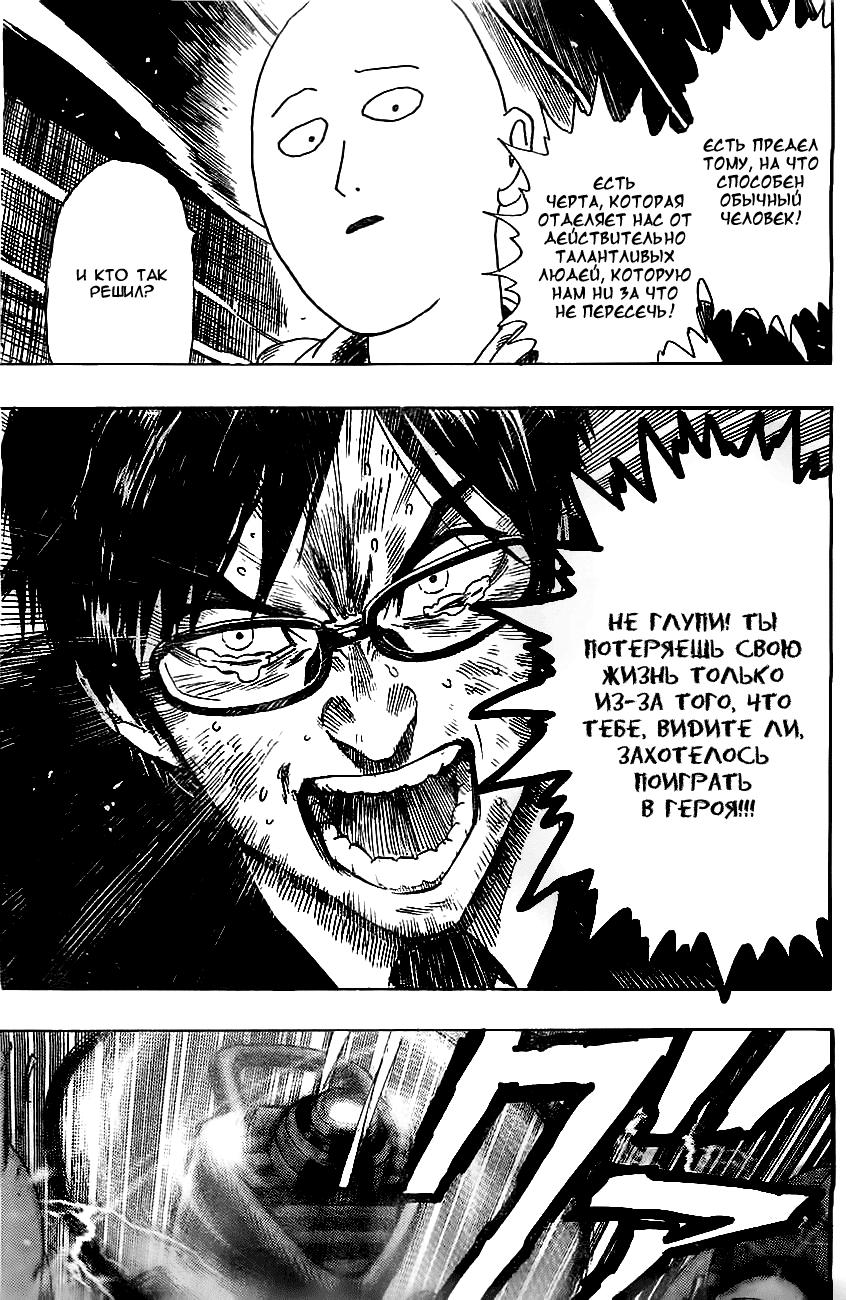 ЕСТЬ ПРЕДЕЛ
ТОМУ, НА ЧТО
СПОСОБЕН
ОБЫЧНЫЙ
ЧЕЛОВЕК!
ЕСТЬ
ЧЕРТА, КОТОРАЯ
ОТДЕЛЯЕТ НАС ОТ
ДЕЙСТВИТЕЛЬНО
ТАЛАНТЛИВЫХ
ЛЮДЕЙ, КОТОРУЮ
НАМ НИ ЗА ЧТО
НЕ ПЕРЕСЕЧЬ!
И КТО ТАК
РЕШИЛ?
НЕ ГЛУПИ! ТЫ
ПОТЕРЯЕШЬ СВОЮ
ЖИЗНЬ ТОЛЬКО
ИЗ-ЗА ТОГО, ЧТО
ТЕБЕ, ВИДИТЕ ЛИ,
ЗАХОТЕЛОСЬ
ПОИГРАТЬ
В ГЕРОЯ!!!